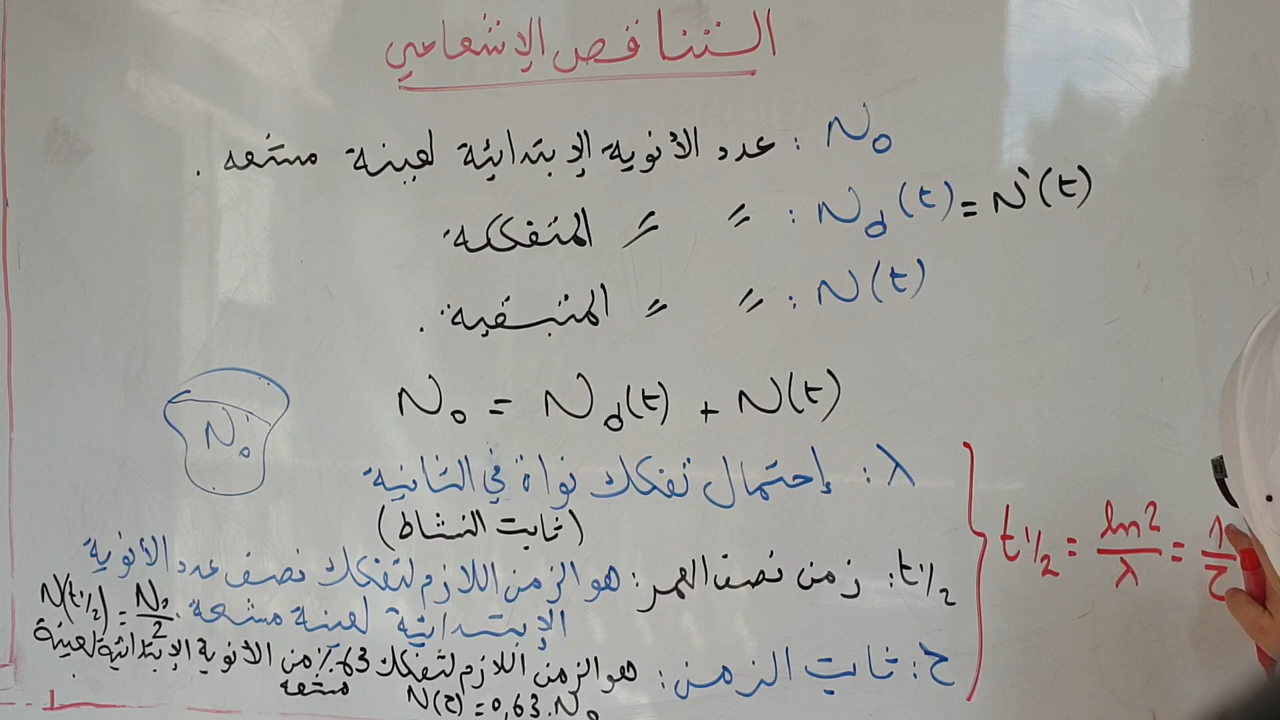 التناقص الإشعاعي
N₀ : عدد الأنوية الإبتدائية لعينة مشعة .
N_d(t) = N'(t) : 〃 〃 المتفككة .
N(t) : 〃 〃 المتبقية .
N₀ = N_d(t) + N(t)
N₀
λ : إحتمال تفكك نواة في الثانية
(ثابت النشاط)
t1/2 : زمن نصف العمر : هو الزمن اللازم لتفكك نصف عدد الأنوية
الإبتدائية لعينة مشعة . N(t1/2) = N₀/2
τ : ثابت الزمن : هو الزمن اللازم لتفكك 63% من الأنوية الإبتدائية لعينة
مشعة
N(τ) = 0,63 . N₀
t1/2 = ln2/λ =